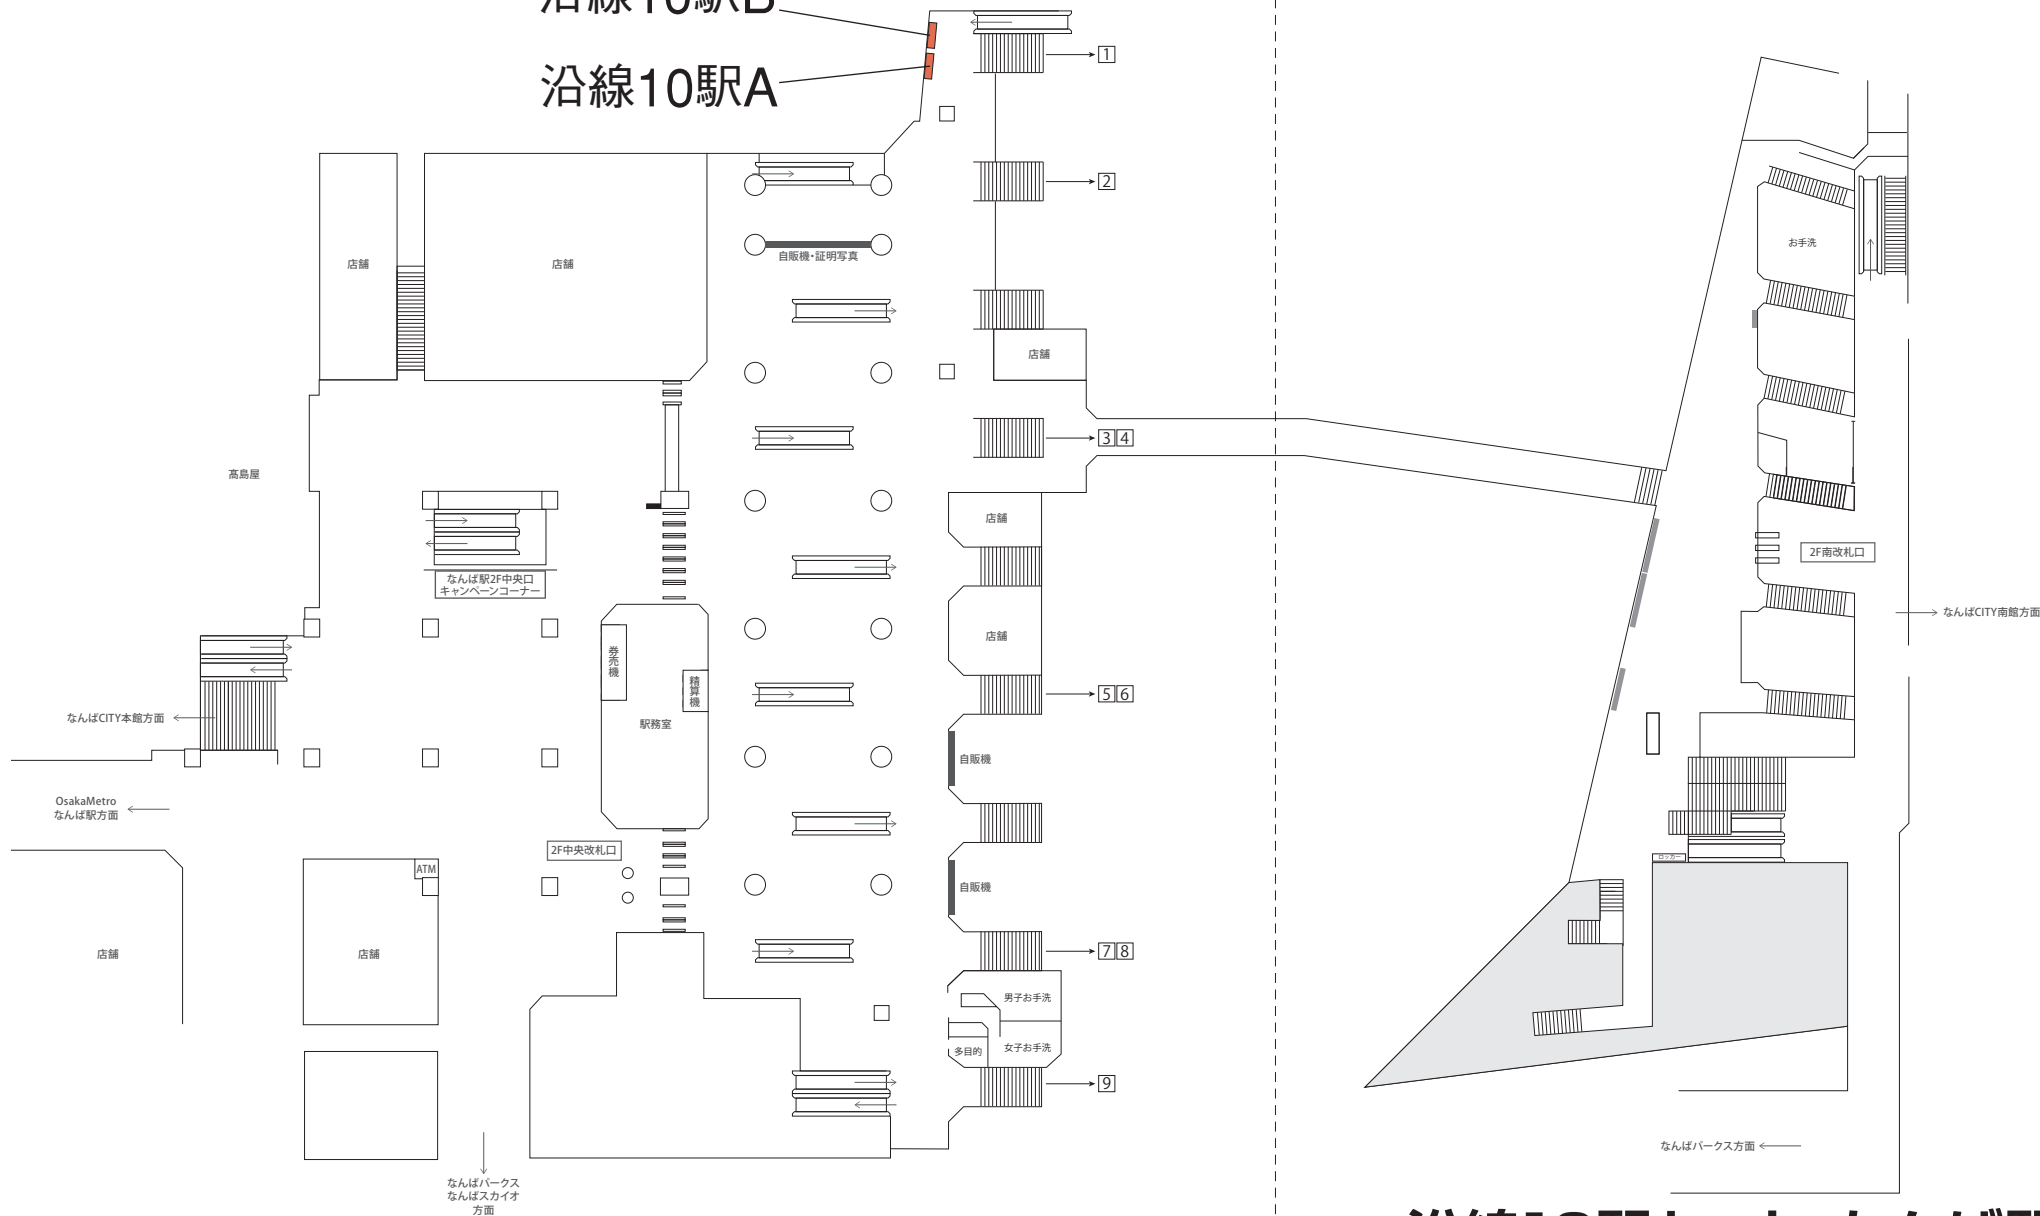 沿線10駅B
沿線10駅A
1
2
自販機・証明写真
店舗
店舗
店舗
お手洗
3 4
髙島屋
店舗
2F南改札口
なんば駅2F中央口
キャンペーンコーナー
なんばCITY南館方面
店舗
券売機
精算機
5 6
なんばCITY本館方面
駅務室
自販機
OsakaMetro
なんば駅方面
2F中央改札口
ロッカー
ATM
自販機
店舗
店舗
7 8
男子お手洗
多目的
女子お手洗
9
なんばパークス方面
なんばパークス
なんばスカイオ
方面